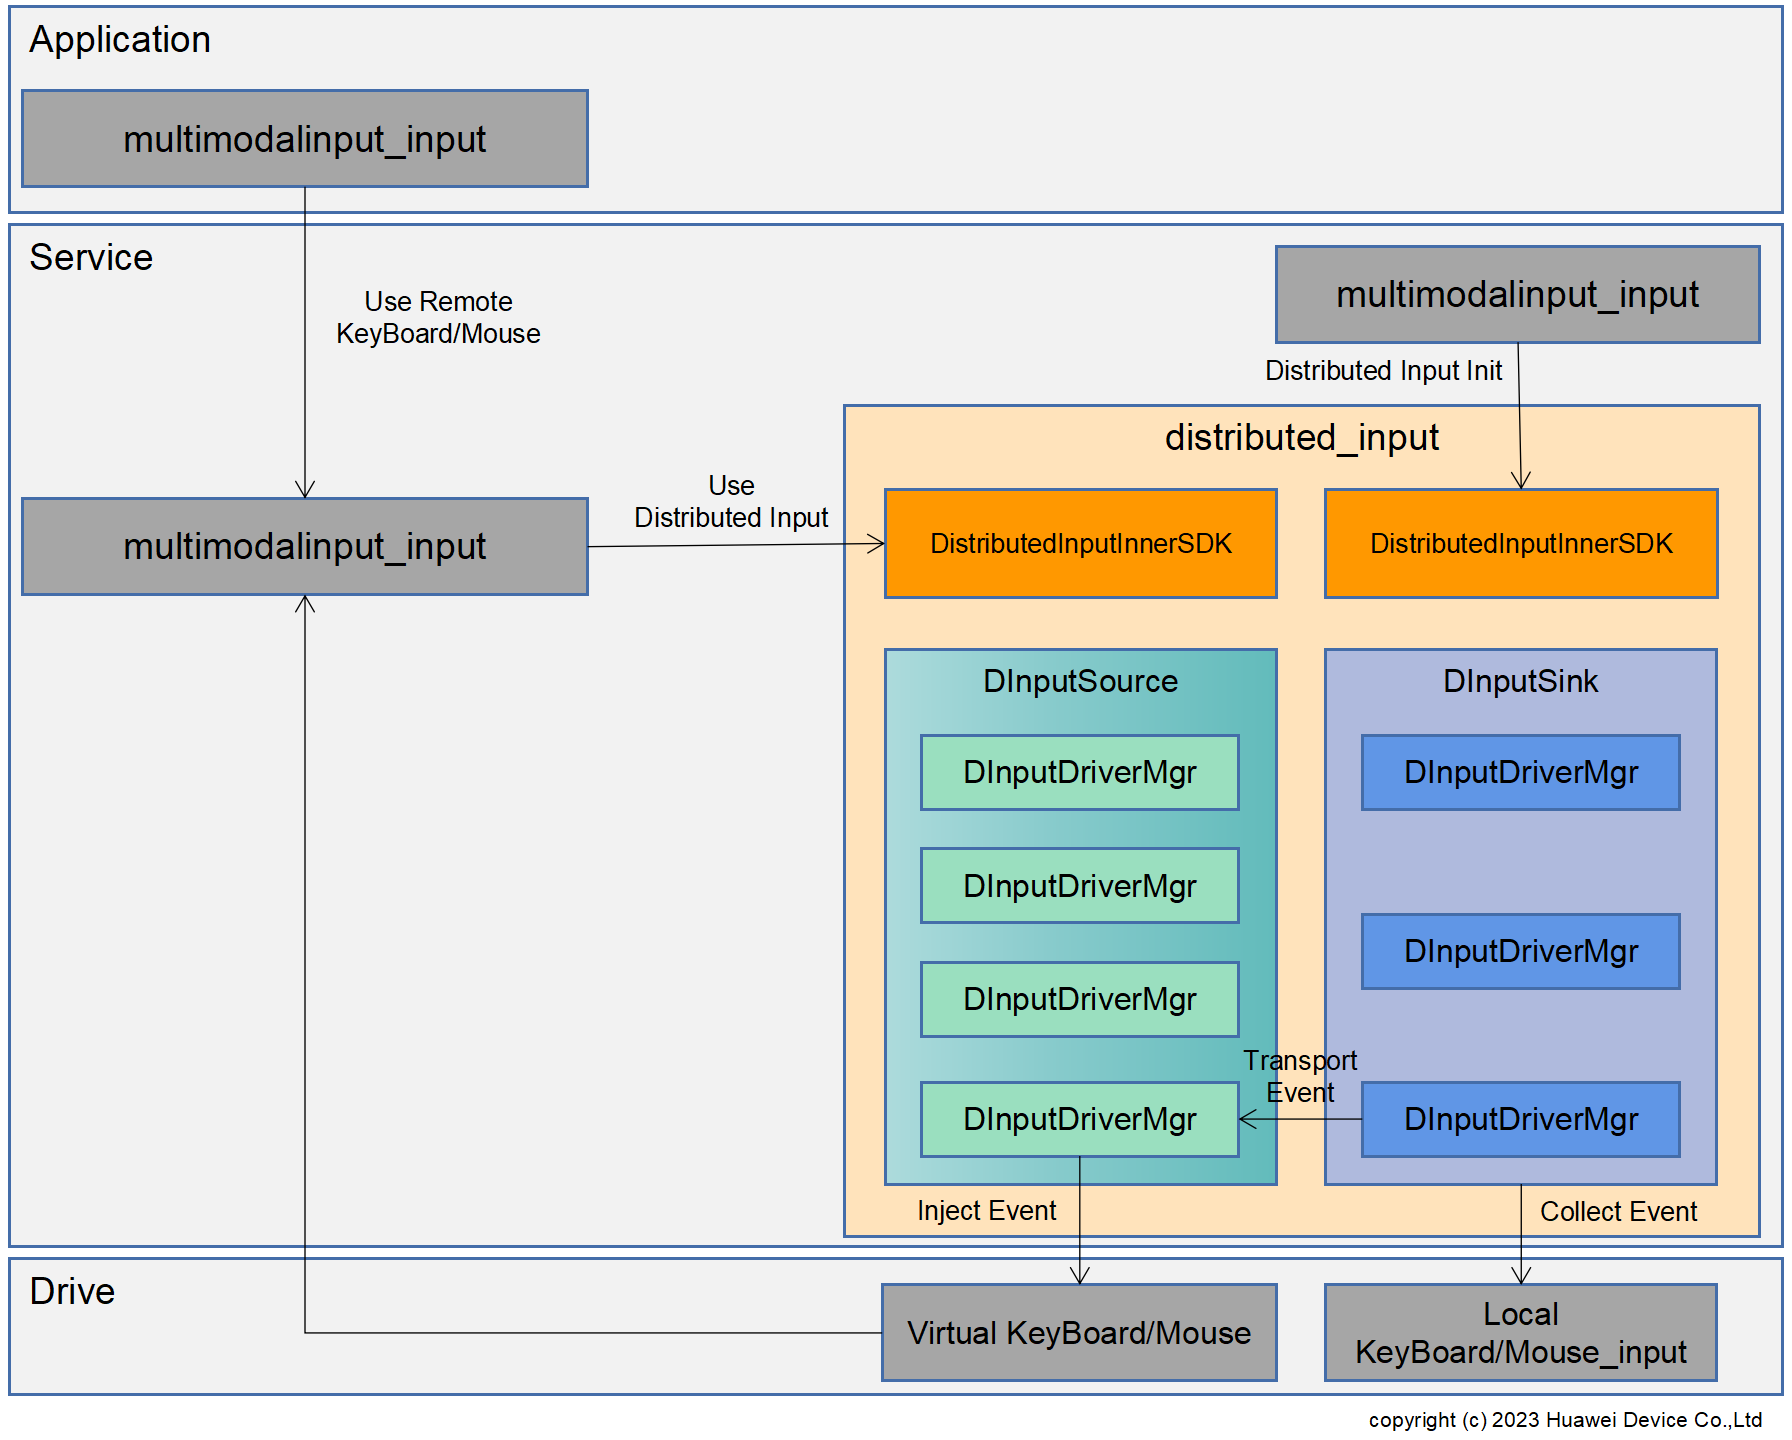 Application
multimodalinput_input
Service
multimodalinput_input
Use Remote
KeyBoard/Mouse
Distributed Input Init
distributed_input
Use
Distributed Input
multimodalinput_input
DistributedInputInnerSDK
DistributedInputInnerSDK
DInputSource
DInputDriverMgr
DInputDriverMgr
DInputDriverMgr
DInputDriverMgr
DInputSink
DInputDriverMgr
DInputDriverMgr
DInputDriverMgr
Transport
Event
Inject Event
Collect Event
Drive
Virtual KeyBoard/Mouse
Local
KeyBoard/Mouse_input
copyright (c) 2023 Huawei Device Co.,Ltd